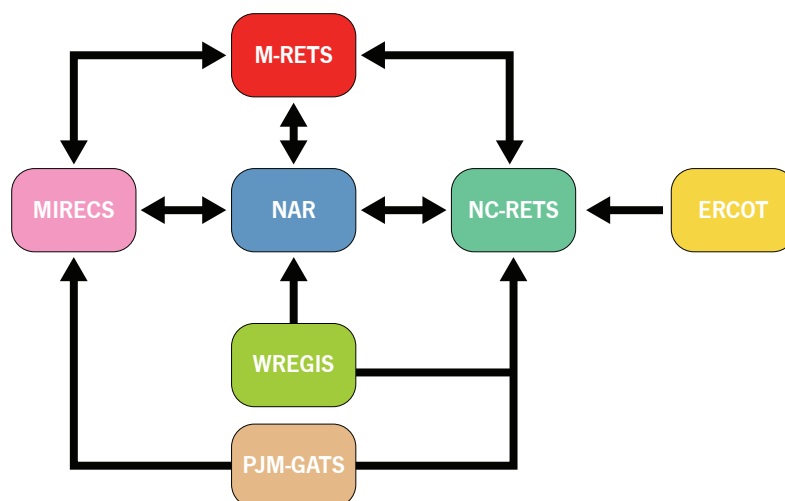 M-RETS
MIRECS
NAR
NC-RETS
ERCOT
WREGIS
PJM-GATS